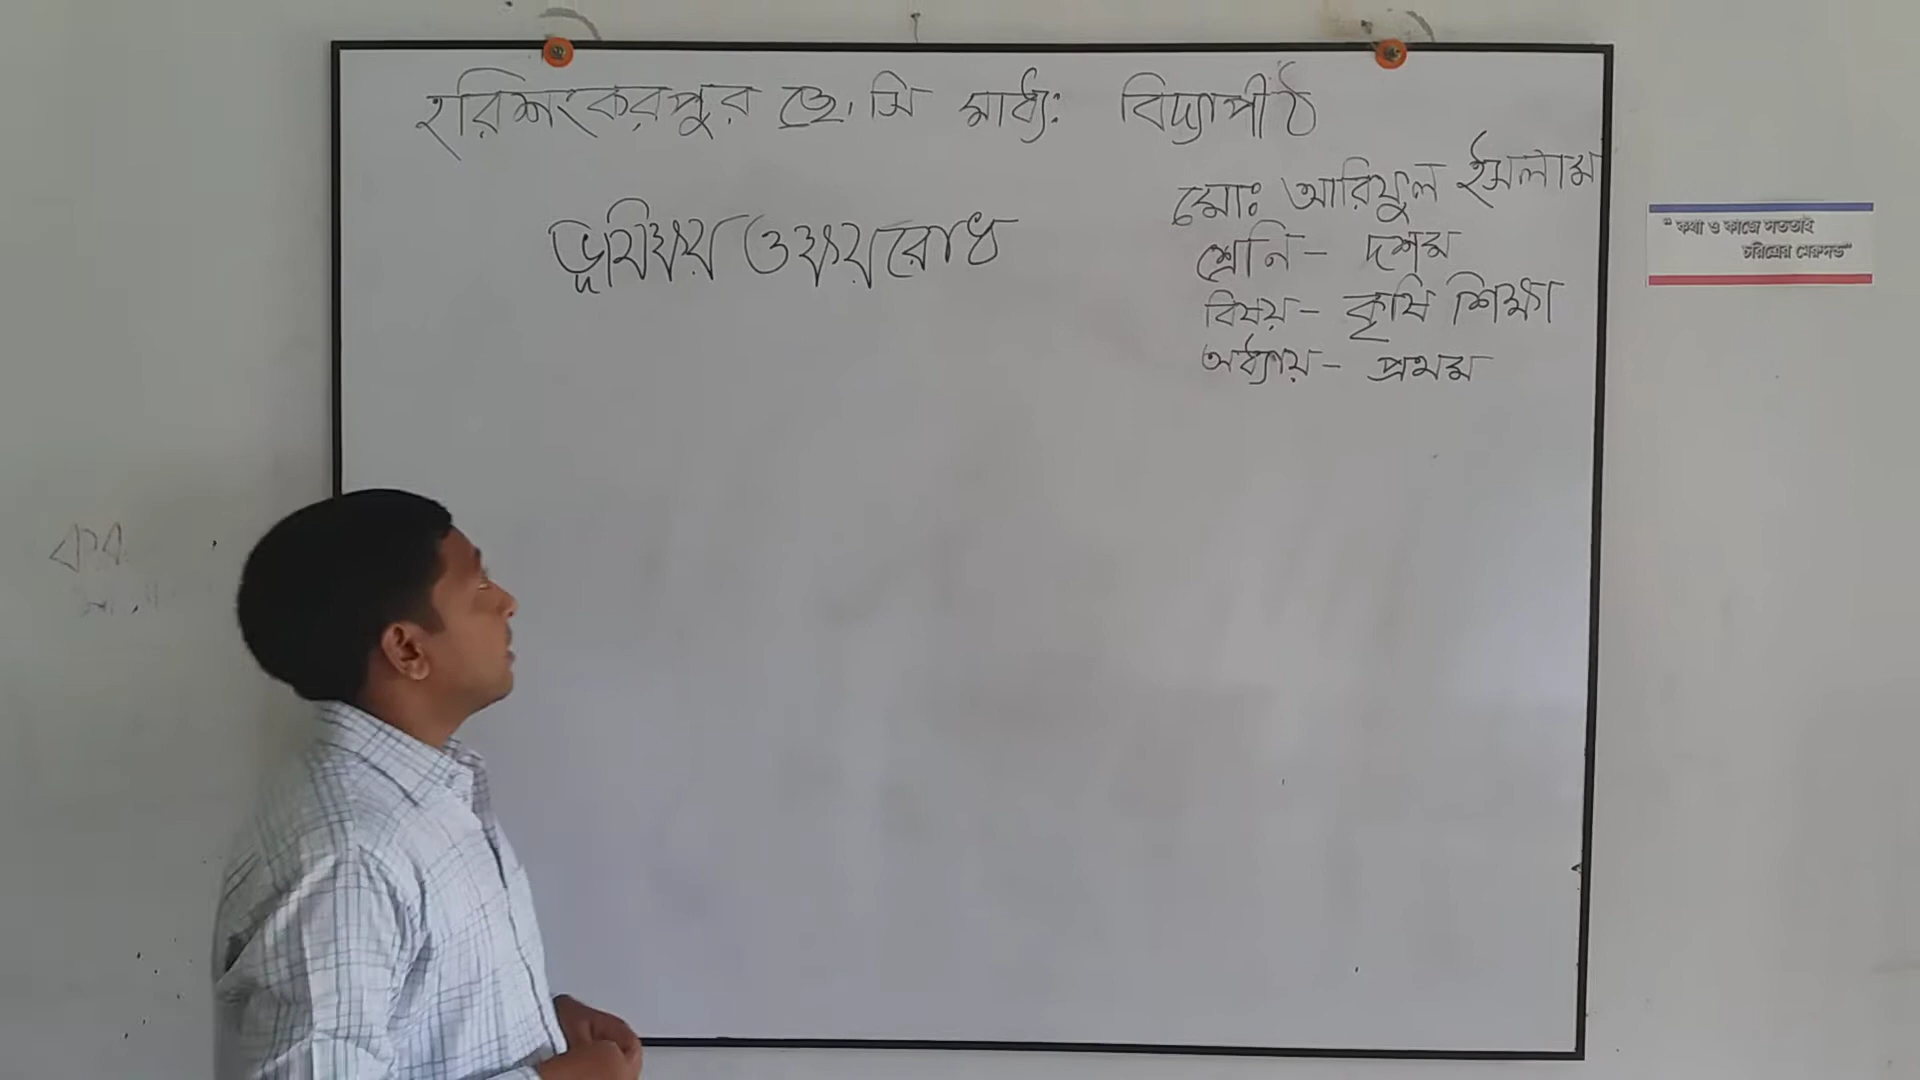 হরিশংকরপুর জে, সি মাধ্য: বিদ্যাপীঠ
ভূমিক্ষয় ও ক্ষয়রোধ
মোঃ আরিফুল ইসলাম
শ্রেনি - দশম
বিষয় - কৃষি শিক্ষা
অধ্যায় - প্রথম
"কথা ও কাজে সততাই
চরিত্রের মেরুদন্ড"